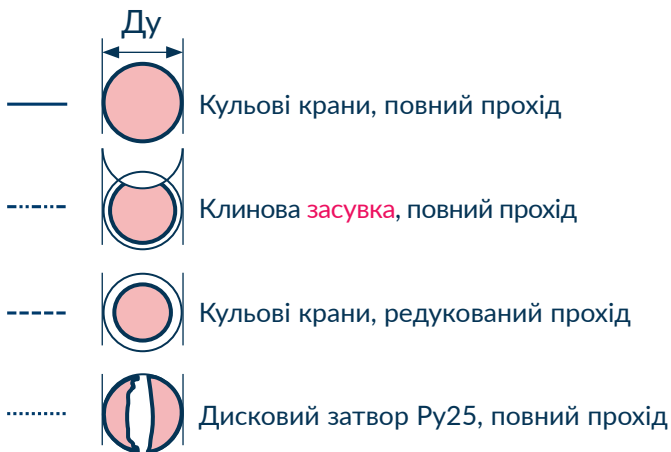 Ду
Кульові крани, повний прохід
Клинова засувка, повний прохід
Кульові крани, редукований прохід
Дисковий затвор Ру25, повний прохід